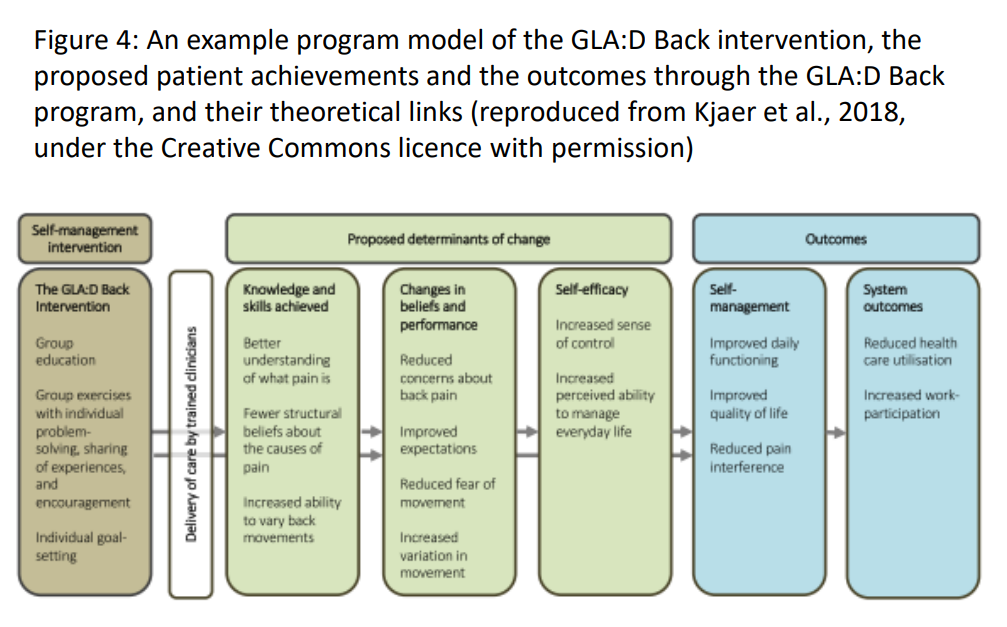 Figure 4: An example program model of the GLA:D Back intervention, the
proposed patient achievements and the outcomes through the GLA:D Back
program, and their theoretical links (reproduced from Kjaer et al., 2018,
under the Creative Commons licence with permission)
Self-management
intervention
Proposed determinants of change
Outcomes
The GLA:D Back
Intervention
Group
education
Group exercises
with individual
problem-
solving, sharing
of experiences,
and
encouragement
Individual goal-
setting
Delivery of care by trained clinicians
Knowledge and
skills achieved
Better
understanding
of what pain is
Fewer structural
beliefs about
the causes of
pain
Increased ability
to vary back
movements
Changes in
beliefs and
performance
Reduced
concerns about
back pain
Improved
expectations
Reduced fear of
movement
Increased
variation in
movement
Self-efficacy
Increased sense
of control
Increased
perceived ability
to manage
everyday life
Self-
management
Improved daily
functioning
Improved
quality of life
Reduced pain
interference
System
outcomes
Reduced health
care utilisation
Increased work-
participation